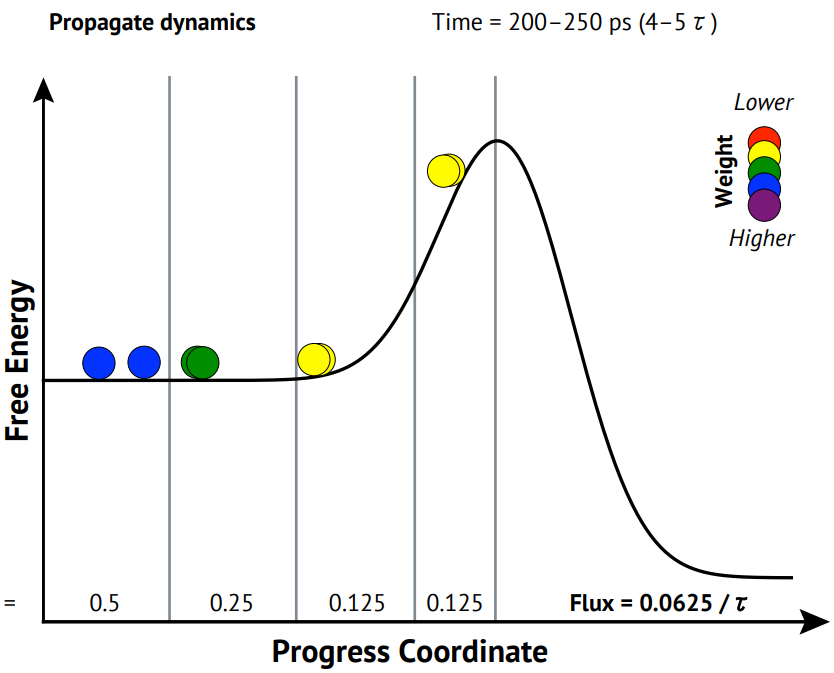 Propagate dynamics
Time = 200–250 ps (4–5 τ )
Lower
Weight
Higher
Free Energy
= 0.5 0.25 0.125 0.125 Flux = 0.0625 / τ
Progress Coordinate